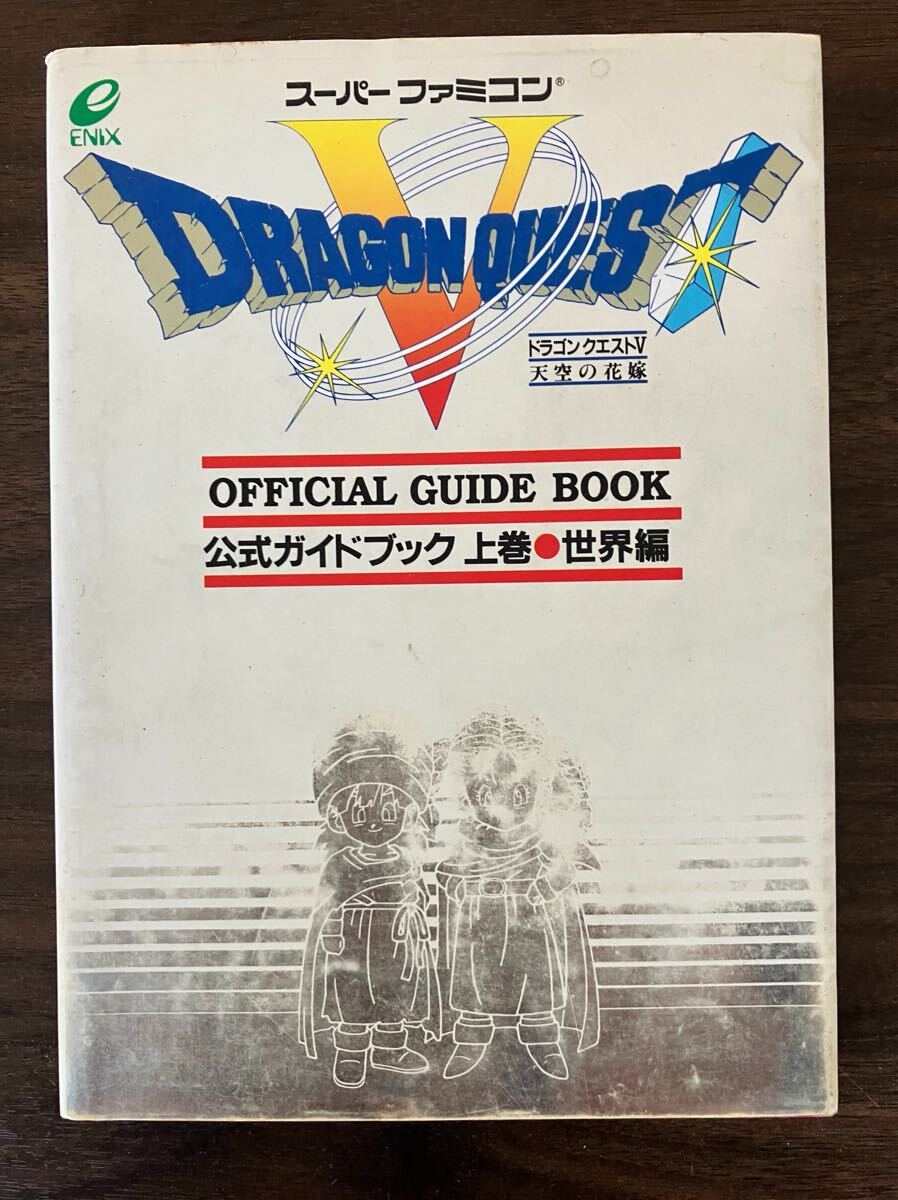 ENIX
スーパーファミコン®
V
DRAGON QUEST
ドラゴンクエストV
天空の花嫁
OFFICIAL GUIDE BOOK
公式ガイドブック 上巻●世界編